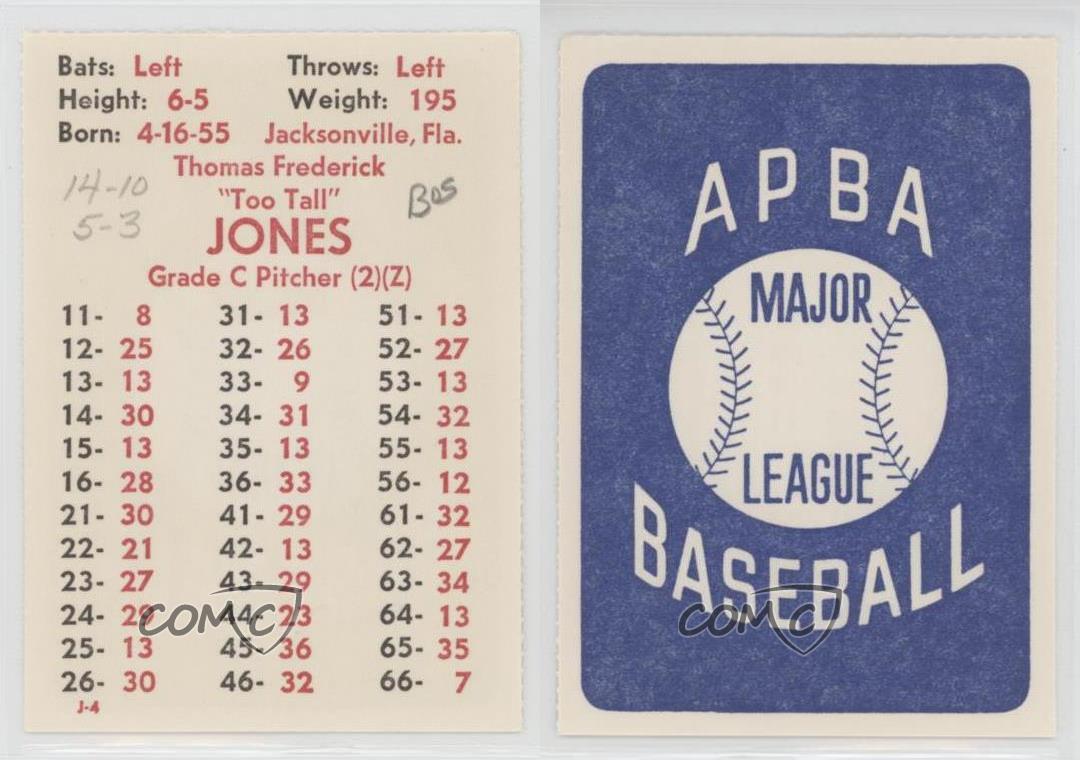 Bats: Left Throws: Left
Height: 6-5 Weight: 195
Born: 4-16-55 Jacksonville, Fla.
Thomas Frederick
14-10 "Too Tall" Bos
5-3 JONES
Grade C Pitcher (2)(Z)
11- 8 31- 13 51- 13
12- 25 32- 26 52- 27
13- 13 33- 9 53- 13
14- 30 34- 31 54- 32
15- 13 35- 13 55- 13
16- 28 36- 33 56- 12
21- 30 41- 29 61- 32
22- 21 42- 13 62- 27
23- 27 43- 29 63- 34
24- 29 44- 23 64- 13
25- 13 45- 36 65- 35
26- 30 46- 32 66- 7
J-4
COMC
APBA
MAJOR
LEAGUE
BASEBALL
COMC